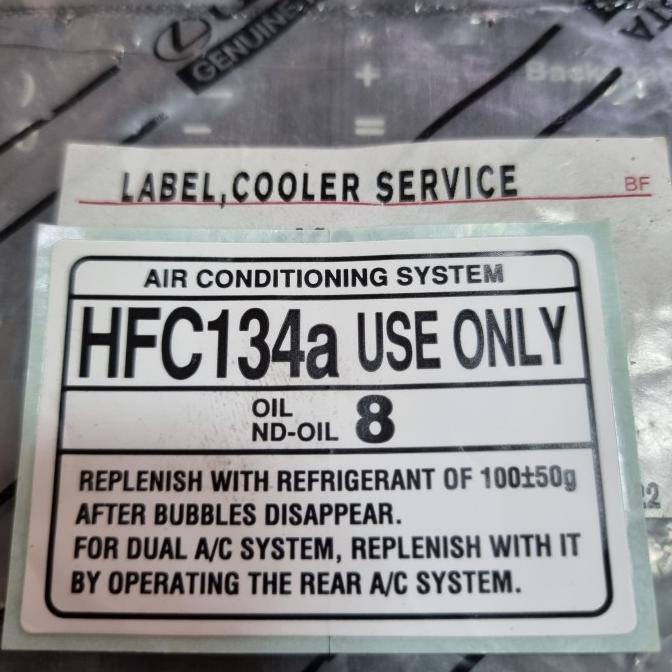 GENUINE
LABEL,COOLER SERVICE
BF
AIR CONDITIONING SYSTEM
HFC134a USE ONLY
OIL
ND-OIL 8
REPLENISH WITH REFRIGERANT OF 100±50g
AFTER BUBBLES DISAPPEAR.
FOR DUAL A/C SYSTEM, REPLENISH WITH IT
BY OPERATING THE REAR A/C SYSTEM.